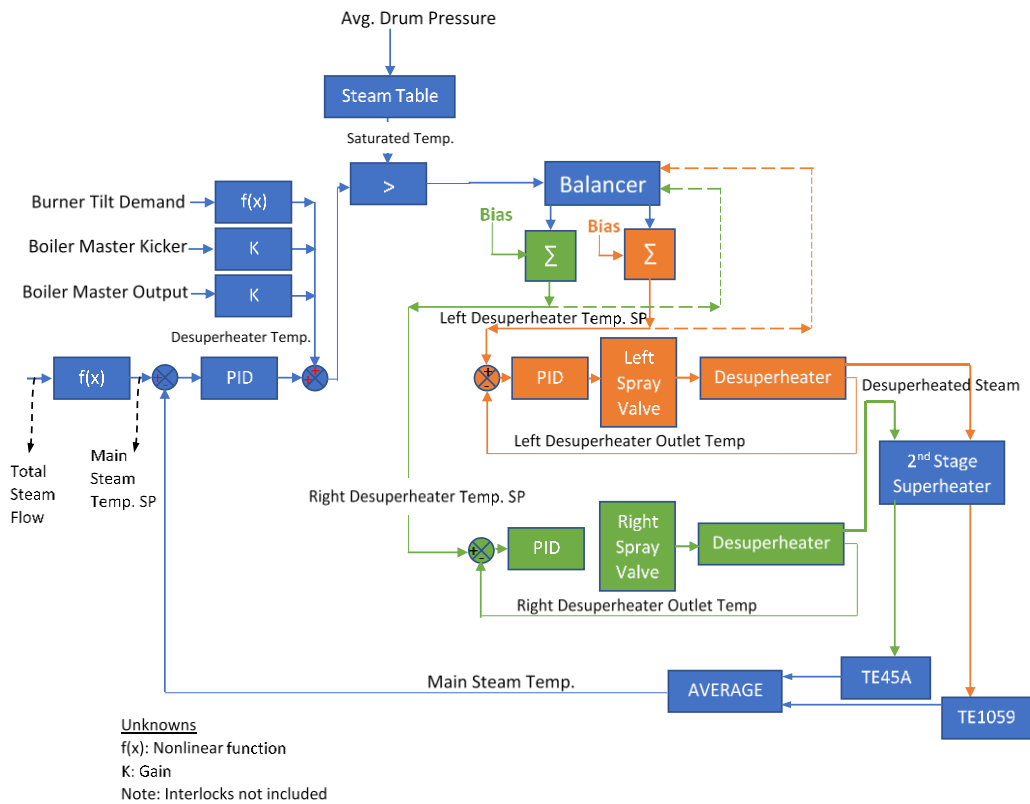 Avg. Drum Pressure
Steam Table
Saturated Temp.
>
Balancer
Burner Tilt Demand
f(x)
Boiler Master Kicker
K
Boiler Master Output
K
Bias
Σ
Bias
Σ
Desuperheater Temp.
Left Desuperheater Temp. SP
f(x)
+
-
PID
+
+
+
-
PID
Left
Spray
Valve
Desuperheater
Desuperheated Steam
Left Desuperheater Outlet Temp
Total
Steam
Flow
Main
Steam
Temp. SP
2nd Stage
Superheater
Right Desuperheater Temp. SP
+
-
PID
Right
Spray
Valve
Desuperheater
Right Desuperheater Outlet Temp
Main Steam Temp.
AVERAGE
TE45A
TE1059
Unknowns
f(x): Nonlinear function
K: Gain
Note: Interlocks not included